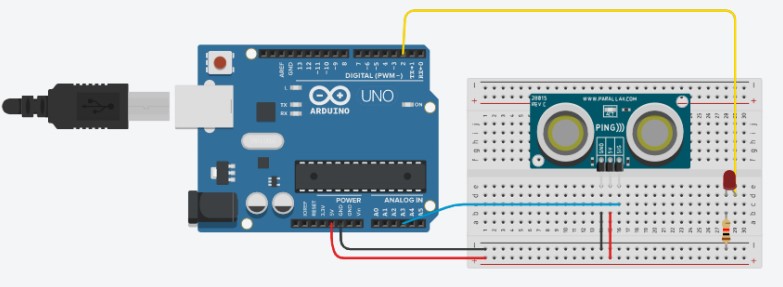 AREF
GND
13
12
~11
~10
~9
8
7
~6
~5
4
~3
2
TX→1
RX←0
DIGITAL (PWM~)
L
TX
RX
UNO
ARDUINO
ON
IOREF
RESET
3.3V
5V
GND
GND
Vin
POWER
ANALOG IN
A0
A1
A2
A3
A4
A5
28015
REV C
WWW.PARALLAX.COM
PING)))
GND
5V
SIG